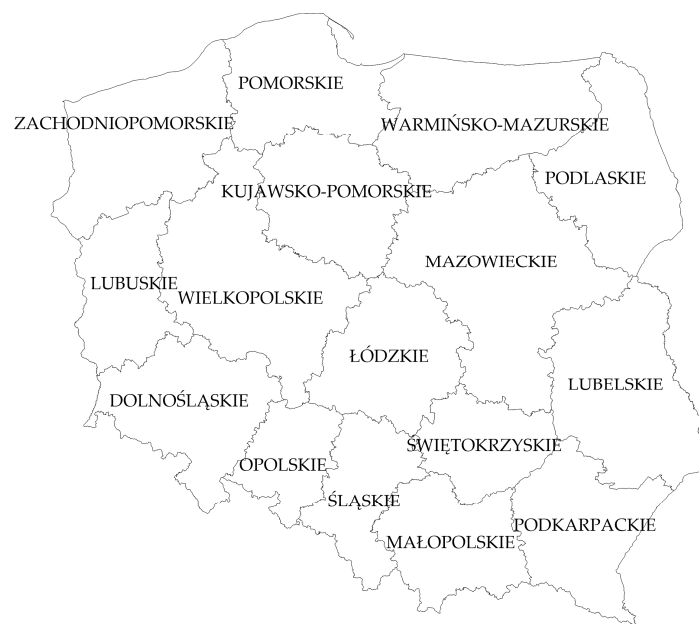 POMORSKIE
ZACHODNIOPOMORSKIE
WARMIŃSKO-MAZURSKIE
PODLASKIE
KUJAWSKO-POMORSKIE
MAZOWIECKIE
LUBUSKIE
WIELKOPOLSKIE
ŁÓDZKIE
LUBELSKIE
DOLNOŚLĄSKIE
ŚWIĘTOKRZYSKIE
OPOLSKIE
ŚLĄSKIE
PODKARPACKIE
MAŁOPOLSKIE